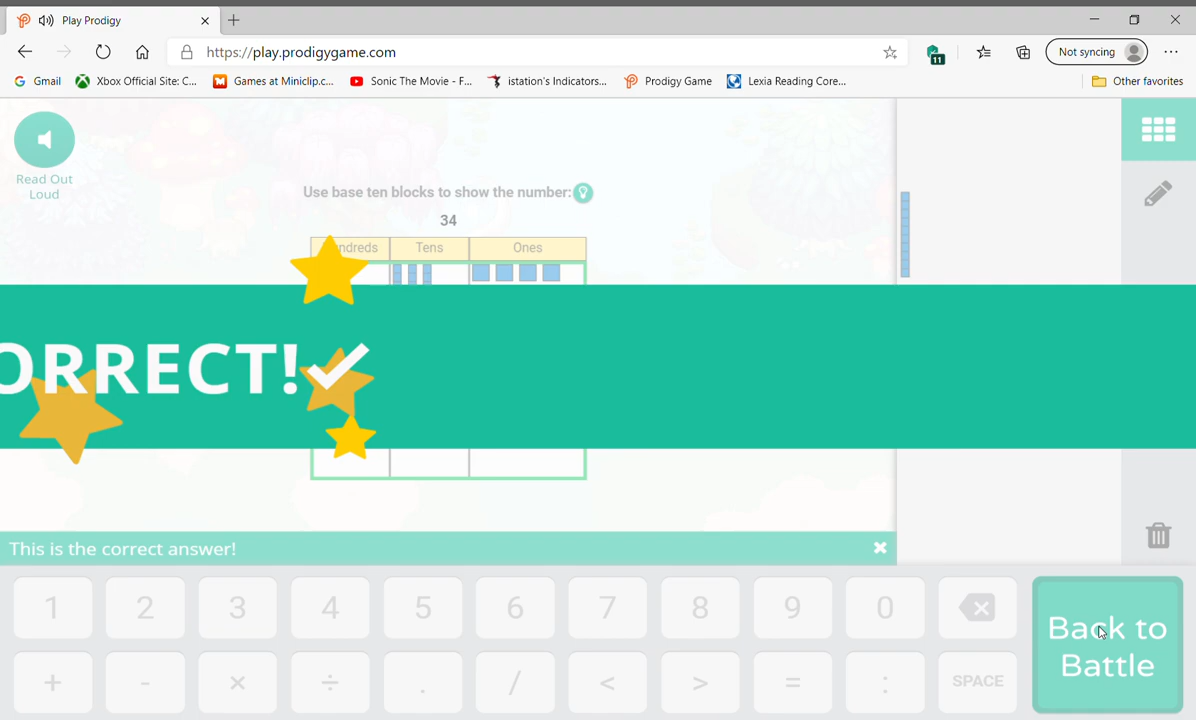 Play Prodigy
https://play.prodigygame.com
11
Not syncing
Gmail
Xbox Official Site: C...
Games at Miniclip.c...
Sonic The Movie - F...
istation's Indicators...
Prodigy Game
Lexia Reading Core...
Other favorites
Read Out
Loud
Use base ten blocks to show the number:
34
ndreds Tens Ones
ORRECT!
This is the correct answer!
1 2 3 4 5 6 7 8 9 0
+ - × ÷ . / < > = : SPACE
Back to
Battle